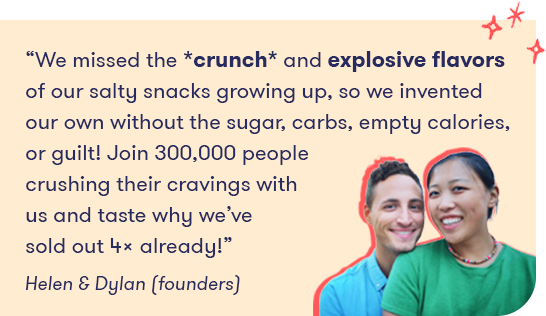 “We missed the *crunch* and explosive flavors
of our salty snacks growing up, so we invented
our own without the sugar, carbs, empty calories,
or guilt! Join 300,000 people
crushing their cravings with
us and taste why we’ve
sold out 4× already!”
Helen & Dylan (founders)